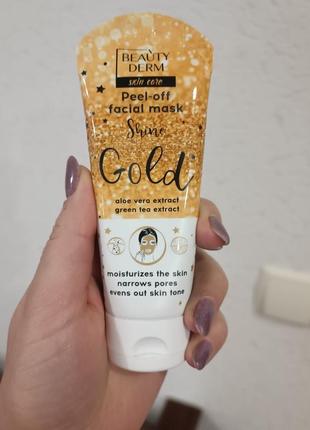 BEAUTY
DERM
skin care
Peel-off
facial mask
Shine
Gold
aloe vera extract
green tea extract
moisturizes the skin
narrows pores
evens out skin tone